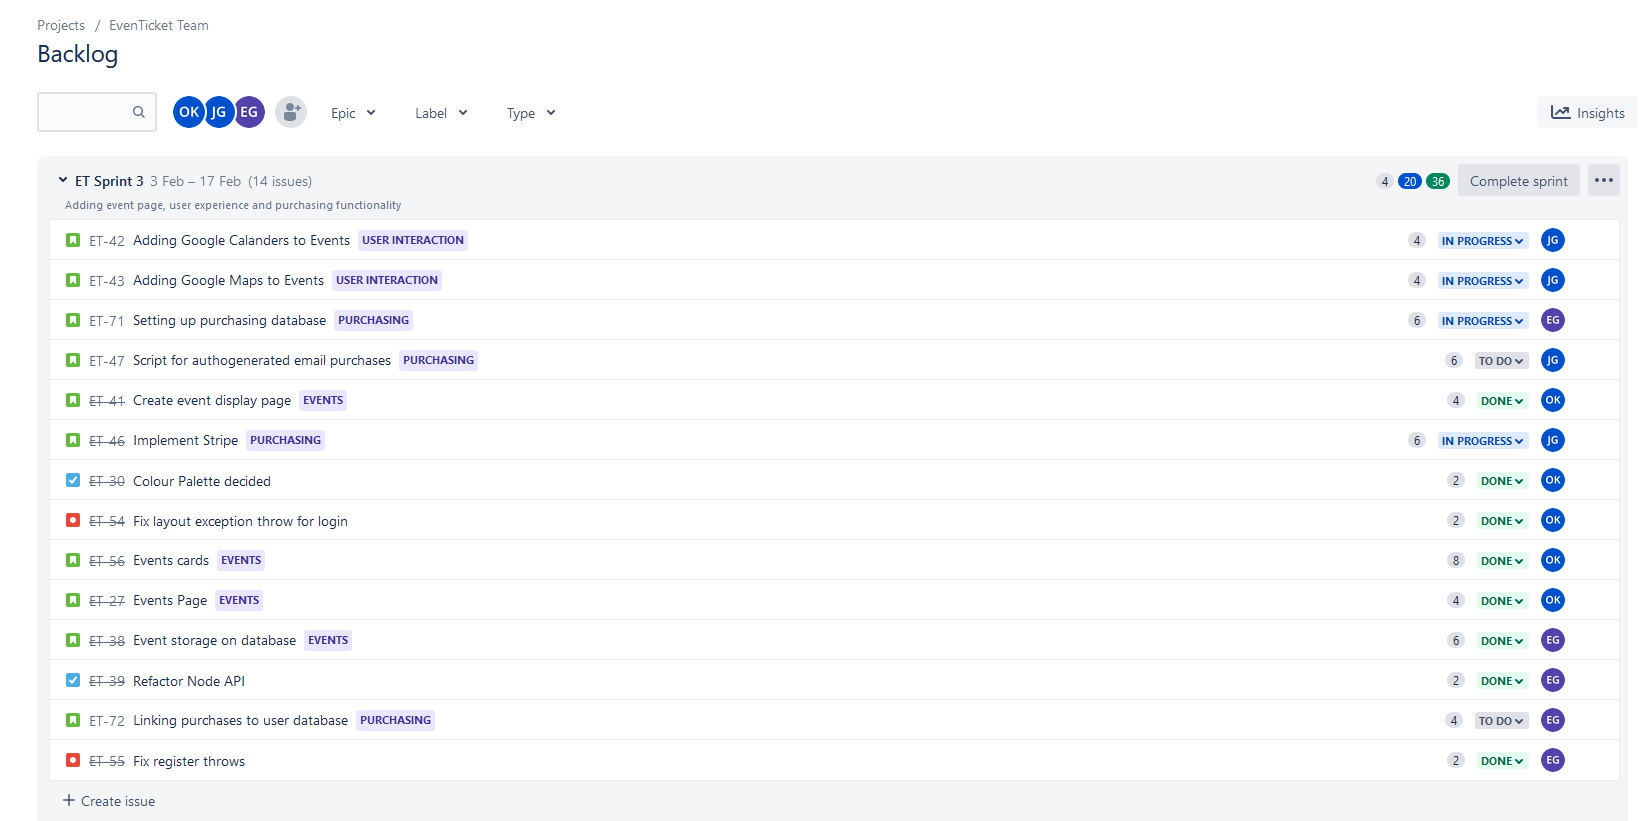 Projects / EvenTicket Team
Backlog
OK JG EG Epic Label Type Insights
ET Sprint 3 3 Feb – 17 Feb (14 issues) 4 20 36 Complete sprint
Adding event page, user experience and purchasing functionality
ET-42 Adding Google Calanders to Events USER INTERACTION 4 IN PROGRESS JG
ET-43 Adding Google Maps to Events USER INTERACTION 4 IN PROGRESS JG
ET-71 Setting up purchasing database PURCHASING 6 IN PROGRESS EG
ET-47 Script for authogenerated email purchases PURCHASING 6 TO DO JG
ET-41 Create event display page EVENTS 4 DONE OK
ET-46 Implement Stripe PURCHASING 6 IN PROGRESS JG
ET-30 Colour Palette decided 2 DONE OK
ET-54 Fix layout exception throw for login 2 DONE OK
ET-56 Events cards EVENTS 8 DONE OK
ET-27 Events Page EVENTS 4 DONE OK
ET-38 Event storage on database EVENTS 6 DONE EG
ET-39 Refactor Node API 2 DONE EG
ET-72 Linking purchases to user database PURCHASING 4 TO DO EG
ET-55 Fix register throws 2 DONE EG
+ Create issue